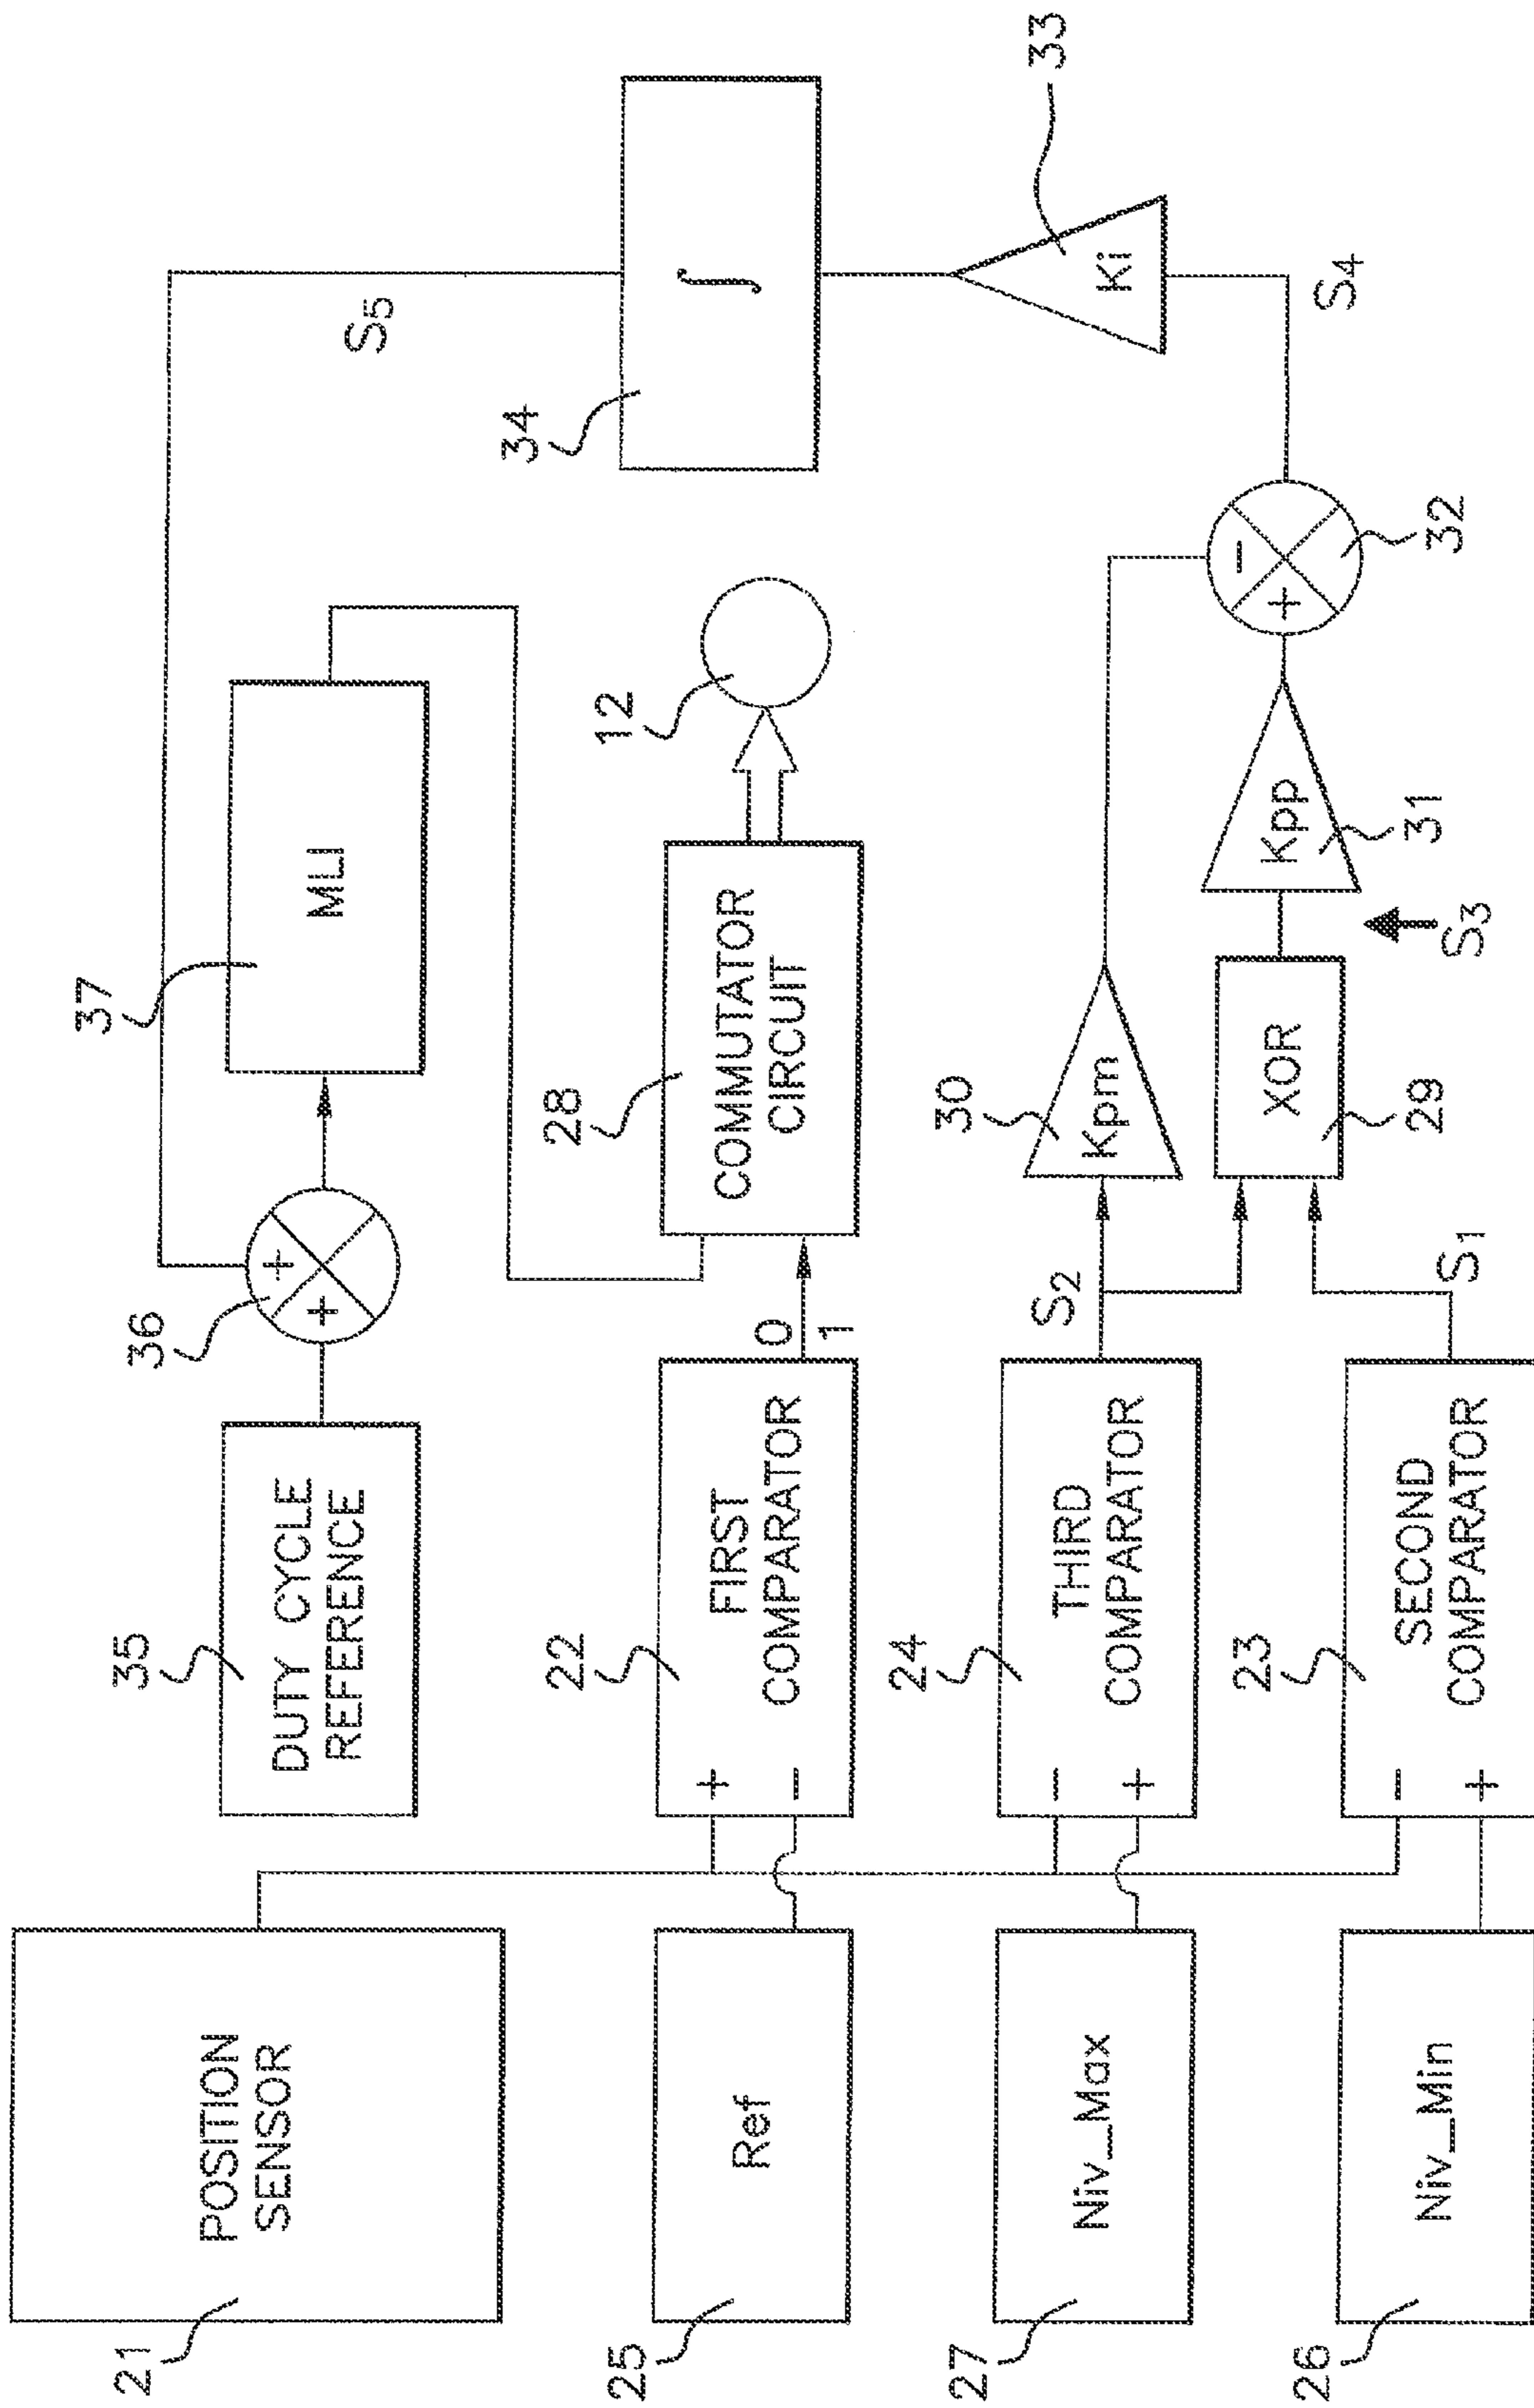 21
POSITION
SENSOR
25
Ref
27
Niv_Max
26
Niv_Min
35
DUTY CYCLE
REFERENCE
22
FIRST
COMPARATOR
+
−
24
THIRD
COMPARATOR
−
+
23
SECOND
COMPARATOR
−
+
36
+
+
37
MLI
0
1
28
COMMUTATOR
CIRCUIT
12
S2
S1
30
Kpm
XOR
29
S3
Kpp
31
−
+
32
S4
Ki
33
34
∫
S5